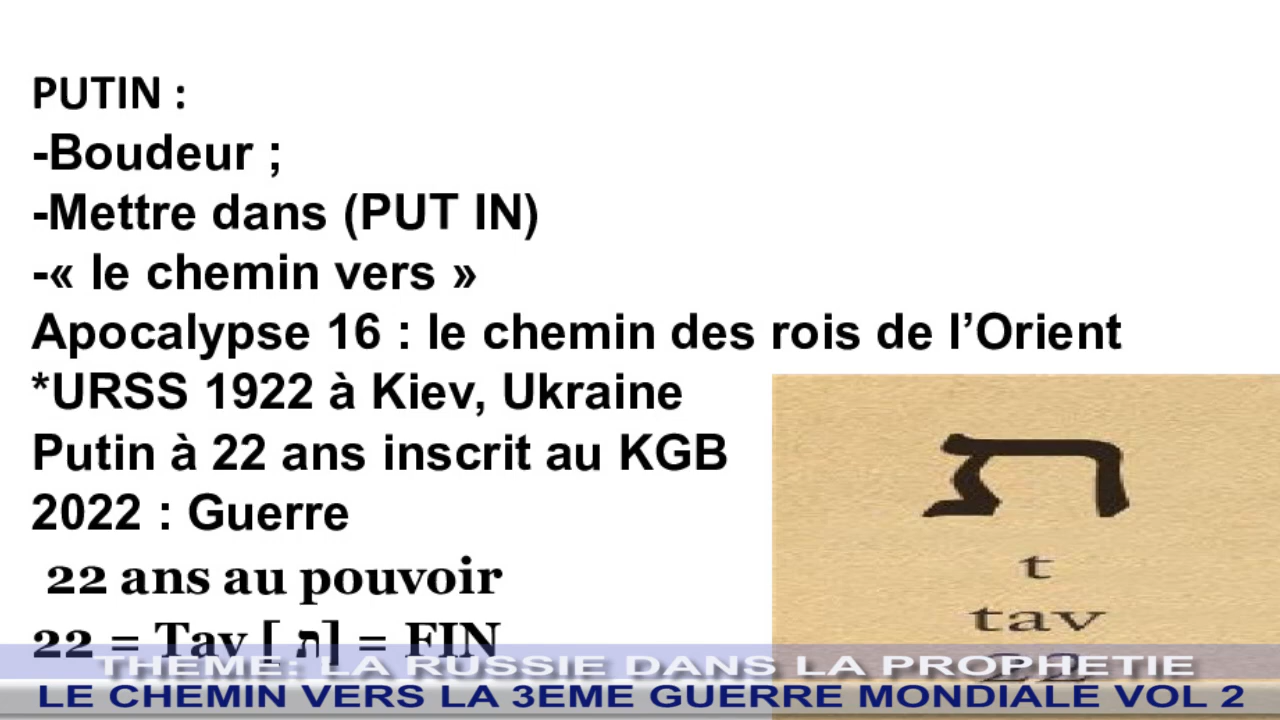 PUTIN :
-Boudeur ;
-Mettre dans (PUT IN)
-« le chemin vers »
Apocalypse 16 : le chemin des rois de l’Orient
*URSS 1922 à Kiev, Ukraine
Putin à 22 ans inscrit au KGB
2022 : Guerre
22 ans au pouvoir
22 = Tav [ ת] = FIN
ת
t
tav
22
THEME: LA RUSSIE DANS LA PROPHETIE
LE CHEMIN VERS LA 3EME GUERRE MONDIALE VOL 2